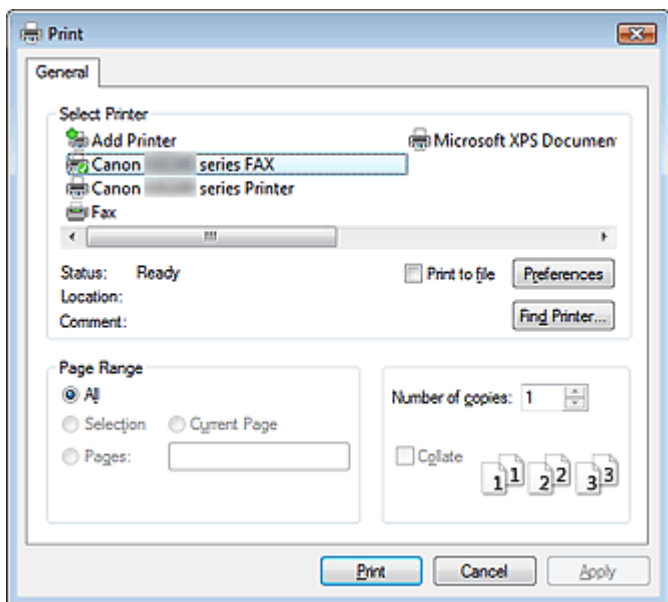 Print
General
Select Printer
Add Printer
Microsoft XPS Documen
Canon series FAX
Canon series Printer
Fax
Status: Ready
Print to file
Preferences
Location:
Comment:
Find Printer...
Page Range
All
Selection
Current Page
Pages:
Number of copies: 1
Collate
1 1 2 2 3 3
Print
Cancel
Apply